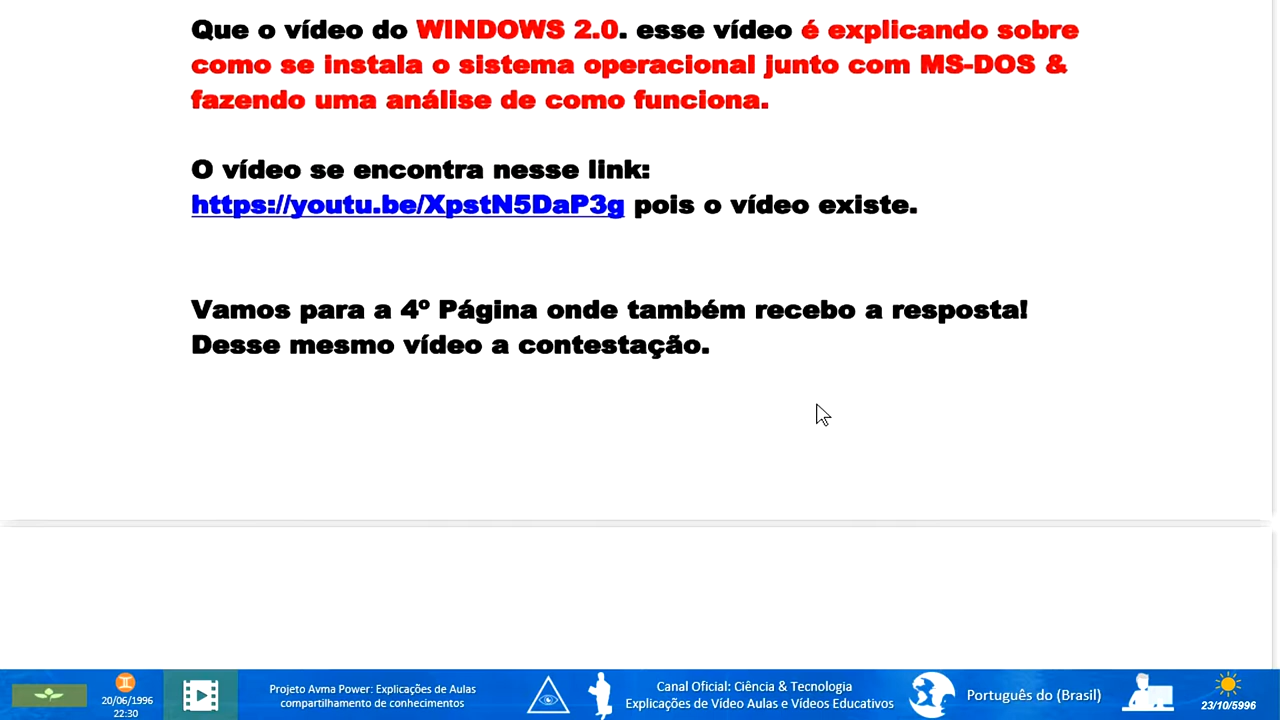 Que o vídeo do WINDOWS 2.0. esse vídeo é explicando sobre
como se instala o sistema operacional junto com MS-DOS &
fazendo uma análise de como funciona.
O vídeo se encontra nesse link:
https://youtu.be/XpstN5DaP3g pois o vídeo existe.
Vamos para a 4º Página onde também recebo a resposta!
Desse mesmo vídeo a contestação.
20/06/1996
22:30
Projeto Avma Power: Explicações de Aulas
compartilhamento de conhecimentos
Canal Oficial: Ciência & Tecnologia
Explicações de Vídeo Aulas e Vídeos Educativos
Português do (Brasil)
23/10/5996